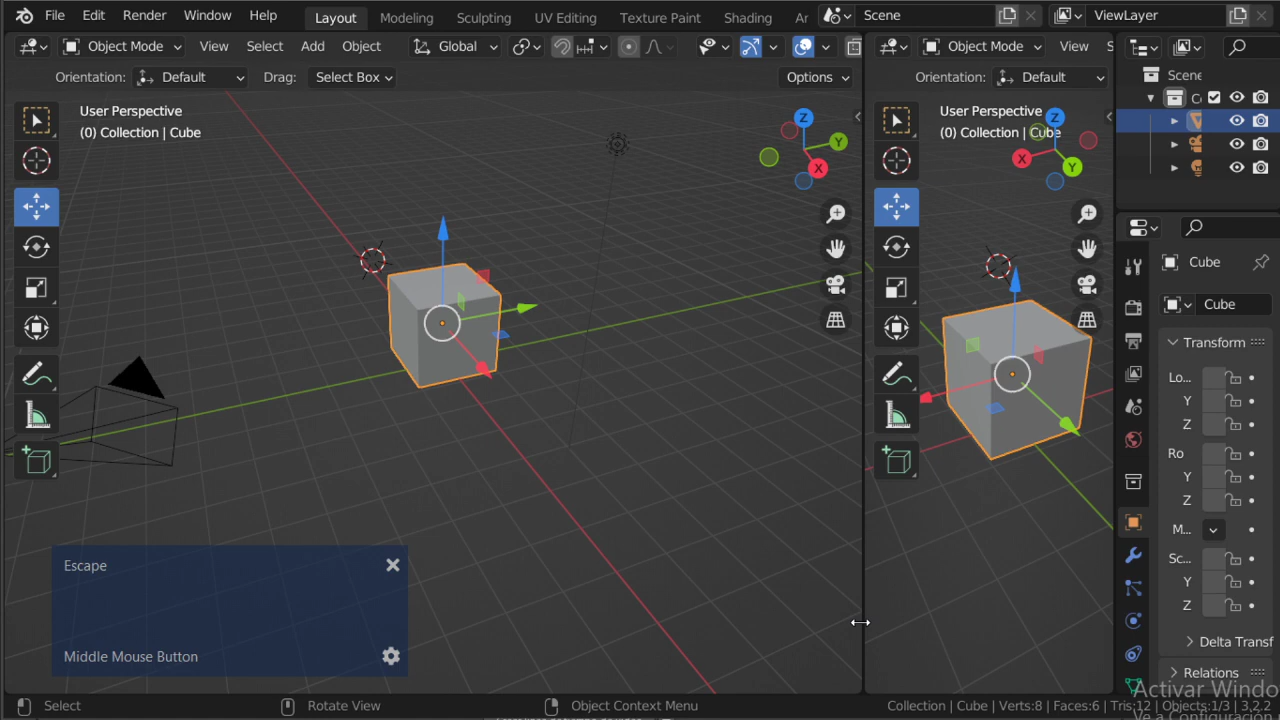 File Edit Render Window Help Layout Modeling Sculpting UV Editing Texture Paint Shading Ar Scene ViewLayer
Object Mode View Select Add Object Global Object Mode View S
Orientation: Default Drag: Select Box Options Orientation: Default
Scene
C
User Perspective
(0) Collection | Cube
Z
Y
X
User Perspective
(0) Collection | Cube
Z
X
Y
Cube
Cube
Transform
Lo...
Y
Z
Ro
Y
Z
M...
Sc...
Y
Z
Delta Transf
Relations
Escape
Middle Mouse Button
Activar Windo
Select Rotate View Object Context Menu Collection | Cube | Verts:8 | Faces:6 | Tris:12 | Objects:1/3 | 3.2.2